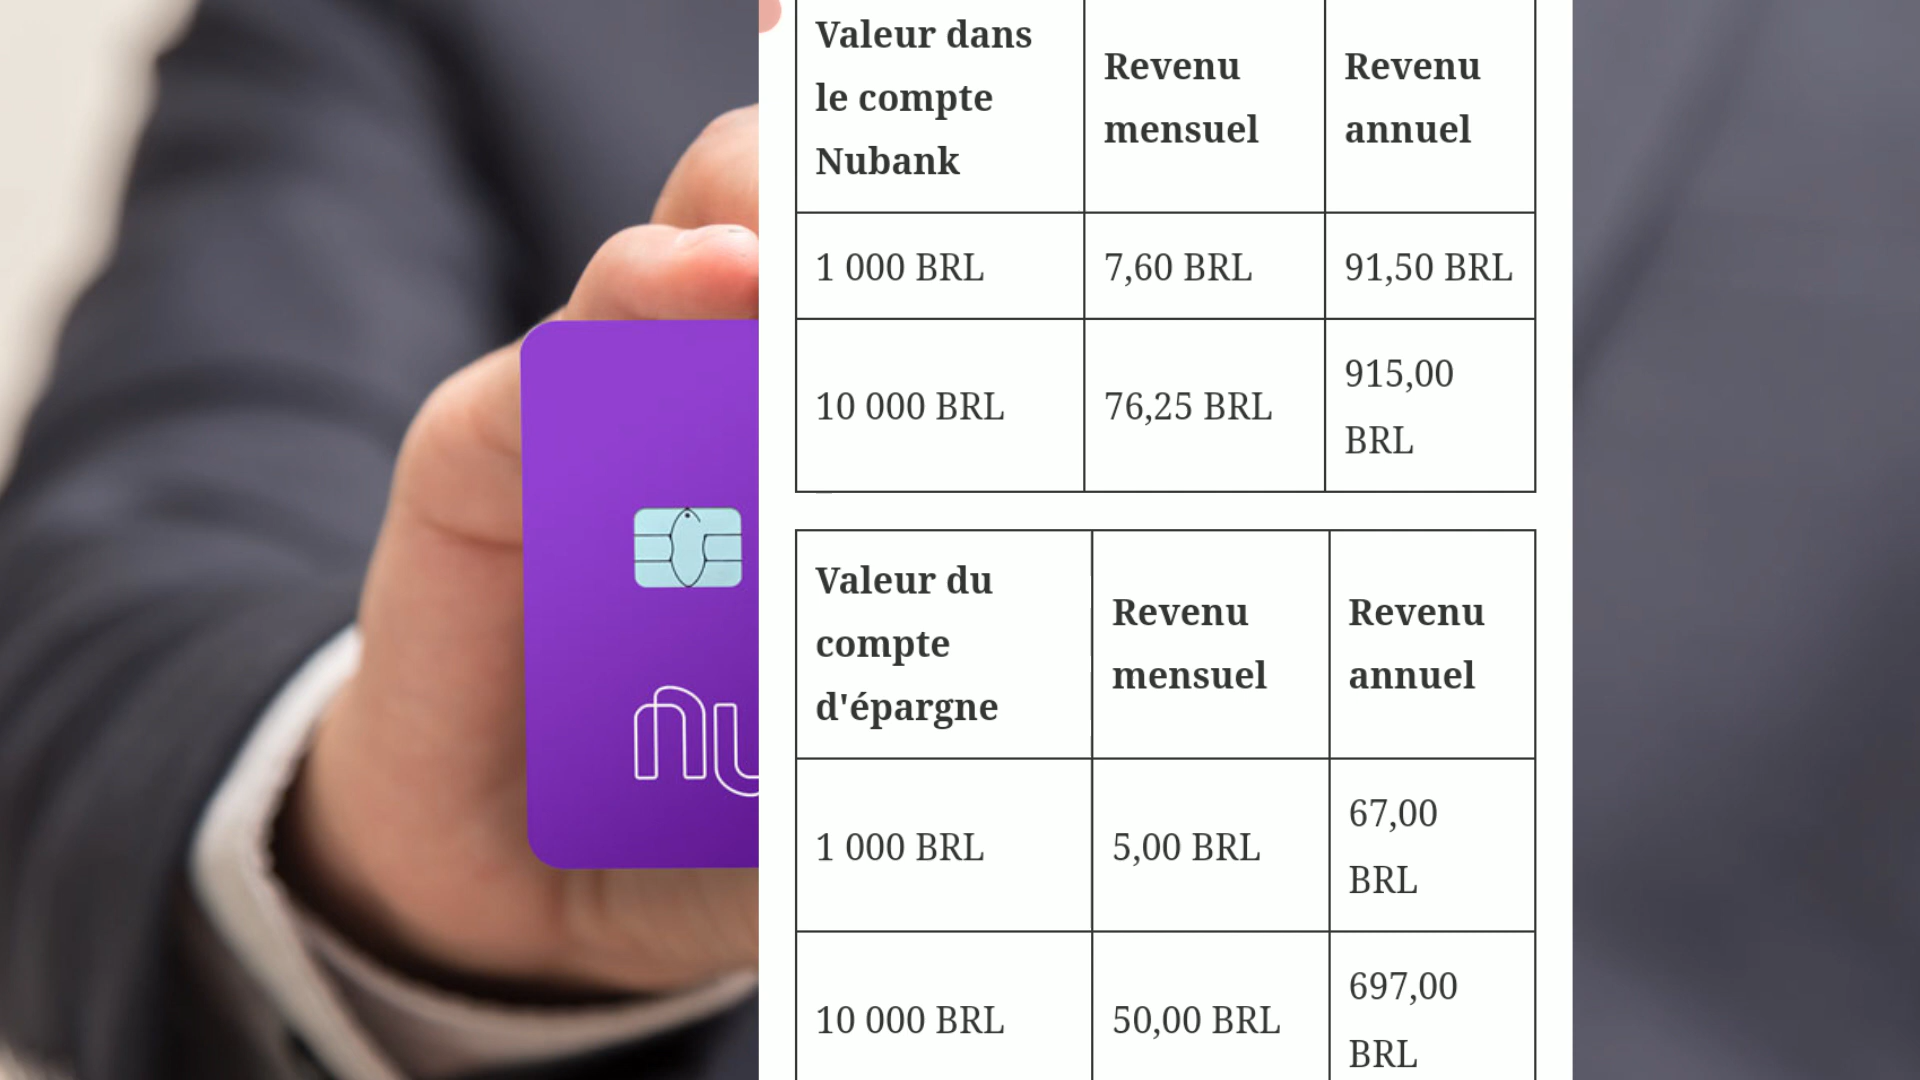 Valeur dans
le compte
Nubank
Revenu
mensuel
Revenu
annuel
1 000 BRL
7,60 BRL
91,50 BRL
10 000 BRL
76,25 BRL
915,00
BRL
Valeur du
compte
d'épargne
Revenu
mensuel
Revenu
annuel
1 000 BRL
5,00 BRL
67,00
BRL
10 000 BRL
50,00 BRL
697,00
BRL
nu